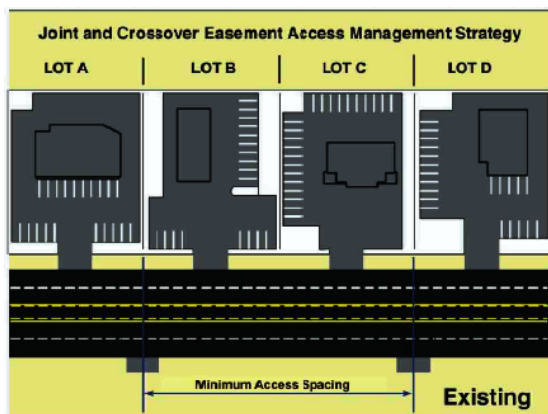 Joint and Crossover Easement Access Management Strategy
LOT A LOT B LOT C LOT D
Minimum Access Spacing
Existing